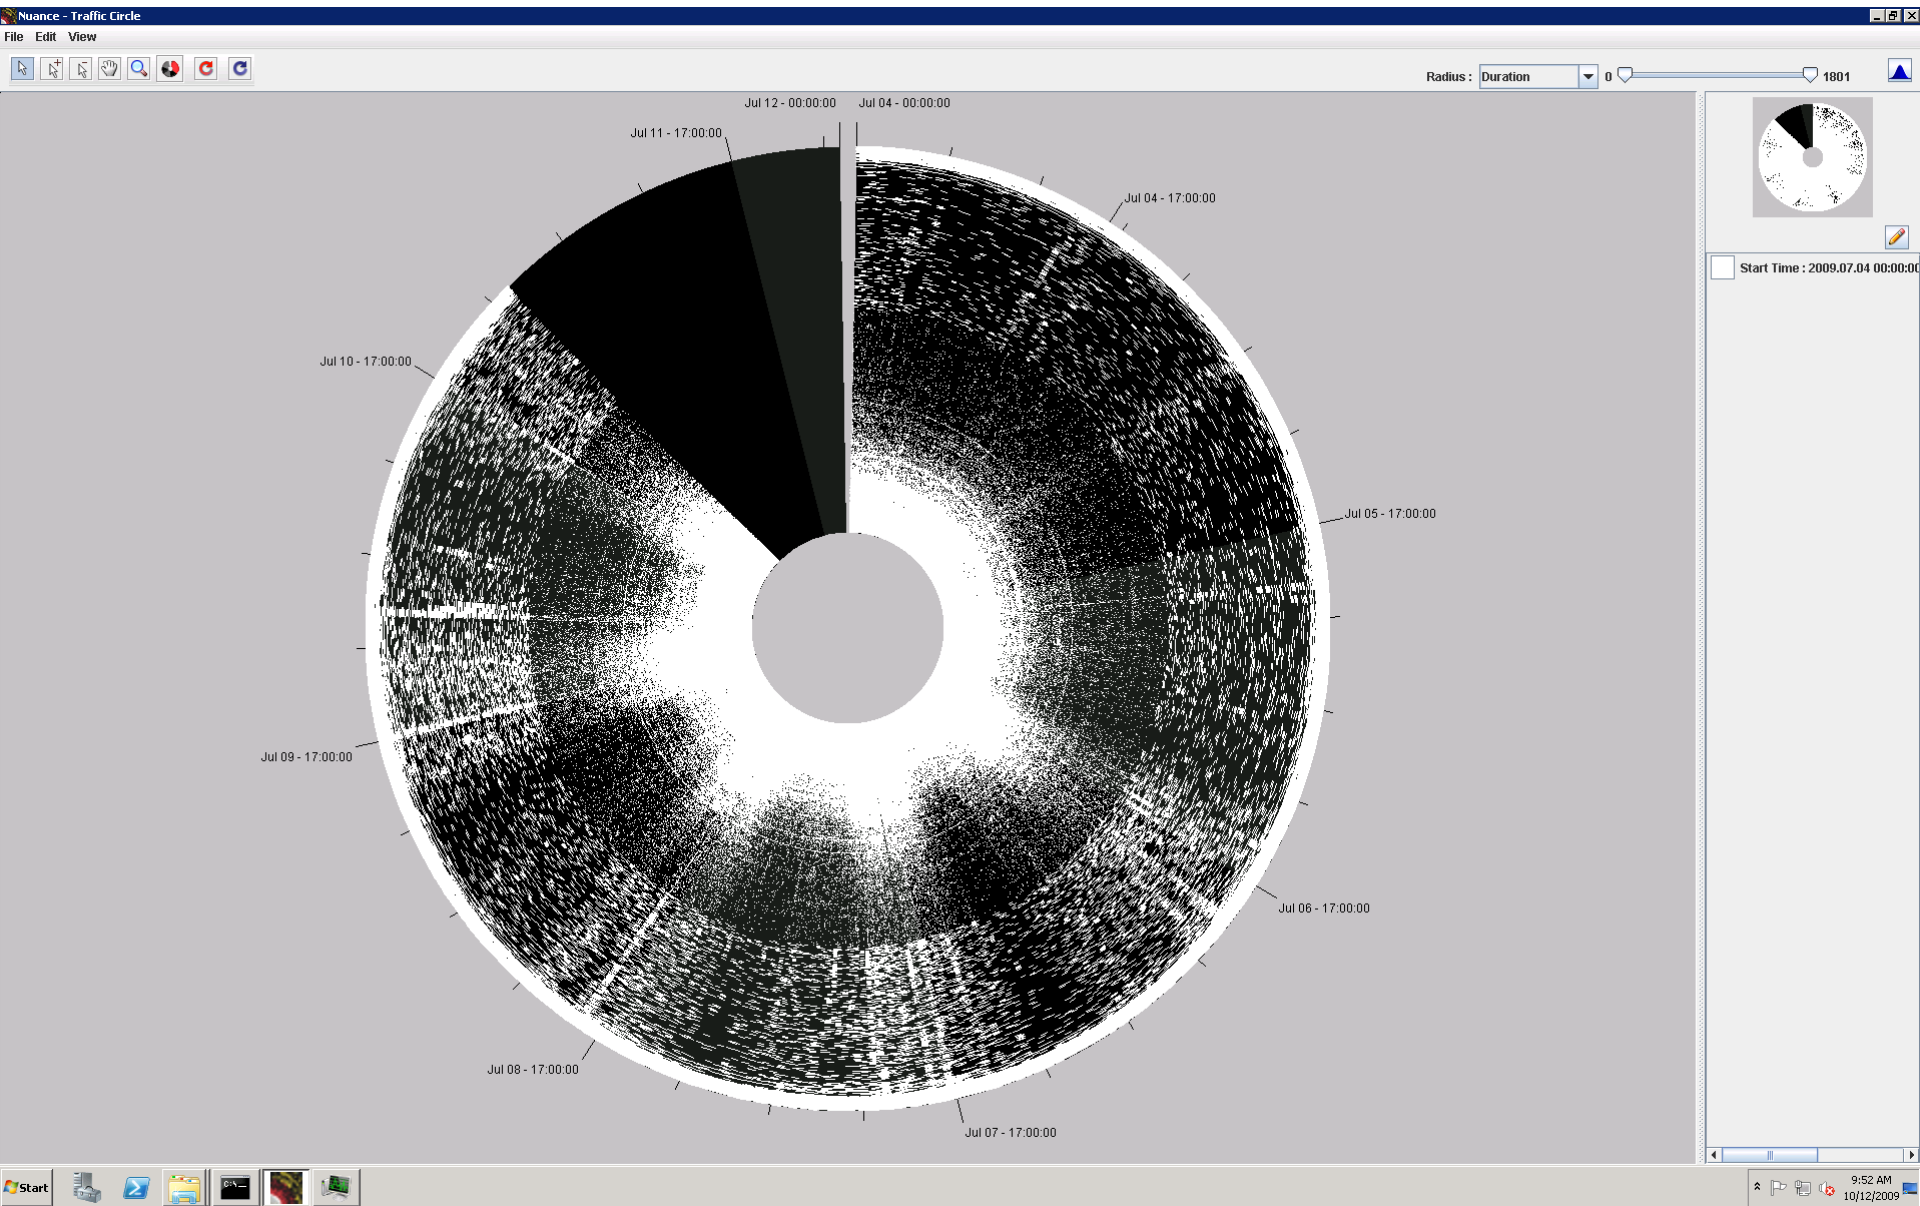 Nuance - Traffic Circle
File Edit View
Radius : Duration 0 1801
Jul 12 - 00:00:00 Jul 04 - 00:00:00
Jul 11 - 17:00:00
Jul 04 - 17:00:00
Start Time : 2009.07.04 00:00:00
Jul 10 - 17:00:00
Jul 05 - 17:00:00
Jul 09 - 17:00:00
Jul 06 - 17:00:00
Jul 08 - 17:00:00
Jul 07 - 17:00:00
Start
C:\
9:52 AM
10/12/2009